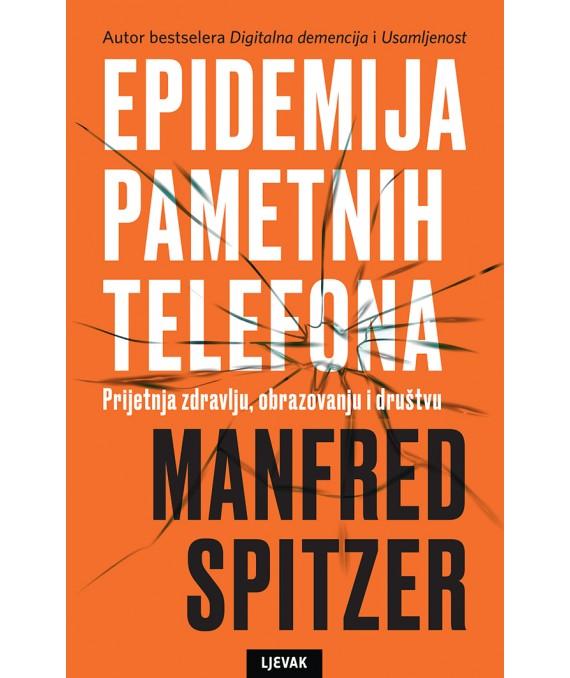 Autor bestselera Digitalna demencija i Usamljenost
EPIDEMIJA
PAMETNIH
TELEFONA
Prijetnja zdravlju, obrazovanju i društvu
MANFRED
SPITZER
LJEVAK